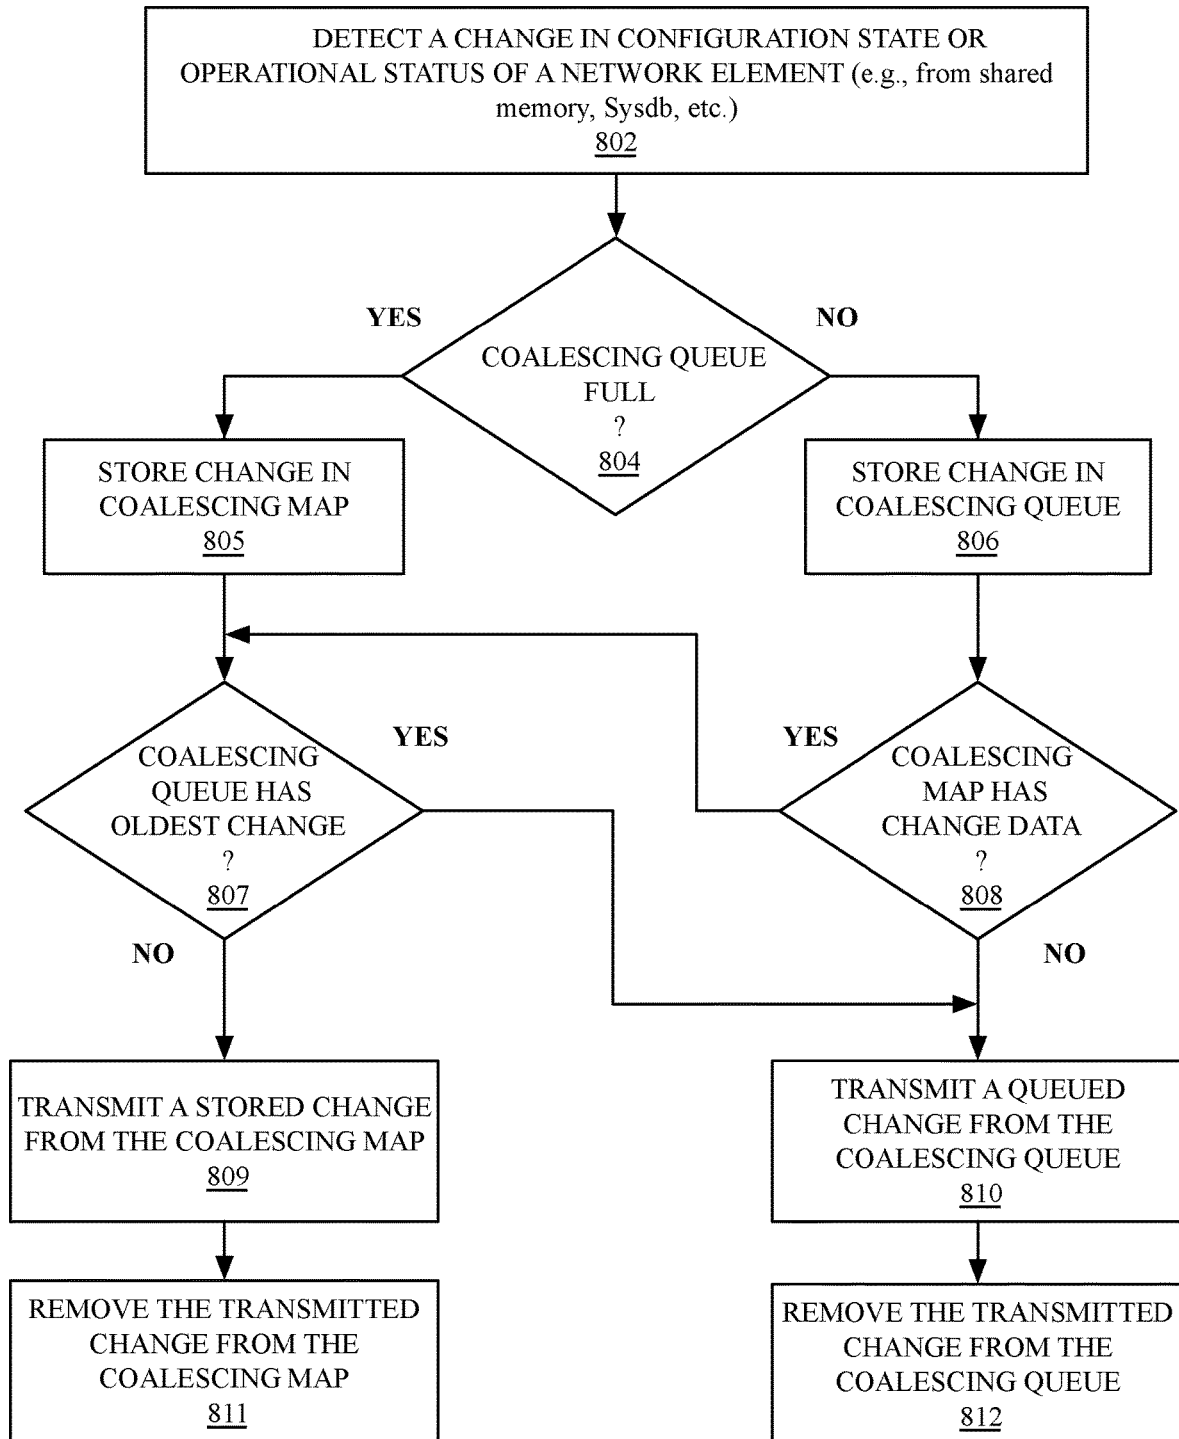 DETECT A CHANGE IN CONFIGURATION STATE OR
OPERATIONAL STATUS OF A NETWORK ELEMENT (e.g., from shared
memory, Sysdb, etc.)
802
YES
NO
COALESCING QUEUE
FULL
?
804
STORE CHANGE IN
COALESCING MAP
805
STORE CHANGE IN
COALESCING QUEUE
806
COALESCING
QUEUE HAS
OLDEST CHANGE
?
807
YES
NO
YES
COALESCING
MAP HAS
CHANGE DATA
?
808
NO
TRANSMIT A STORED CHANGE
FROM THE COALESCING MAP
809
TRANSMIT A QUEUED
CHANGE FROM THE
COALESCING QUEUE
810
REMOVE THE TRANSMITTED
CHANGE FROM THE
COALESCING MAP
811
REMOVE THE TRANSMITTED
CHANGE FROM THE
COALESCING QUEUE
812